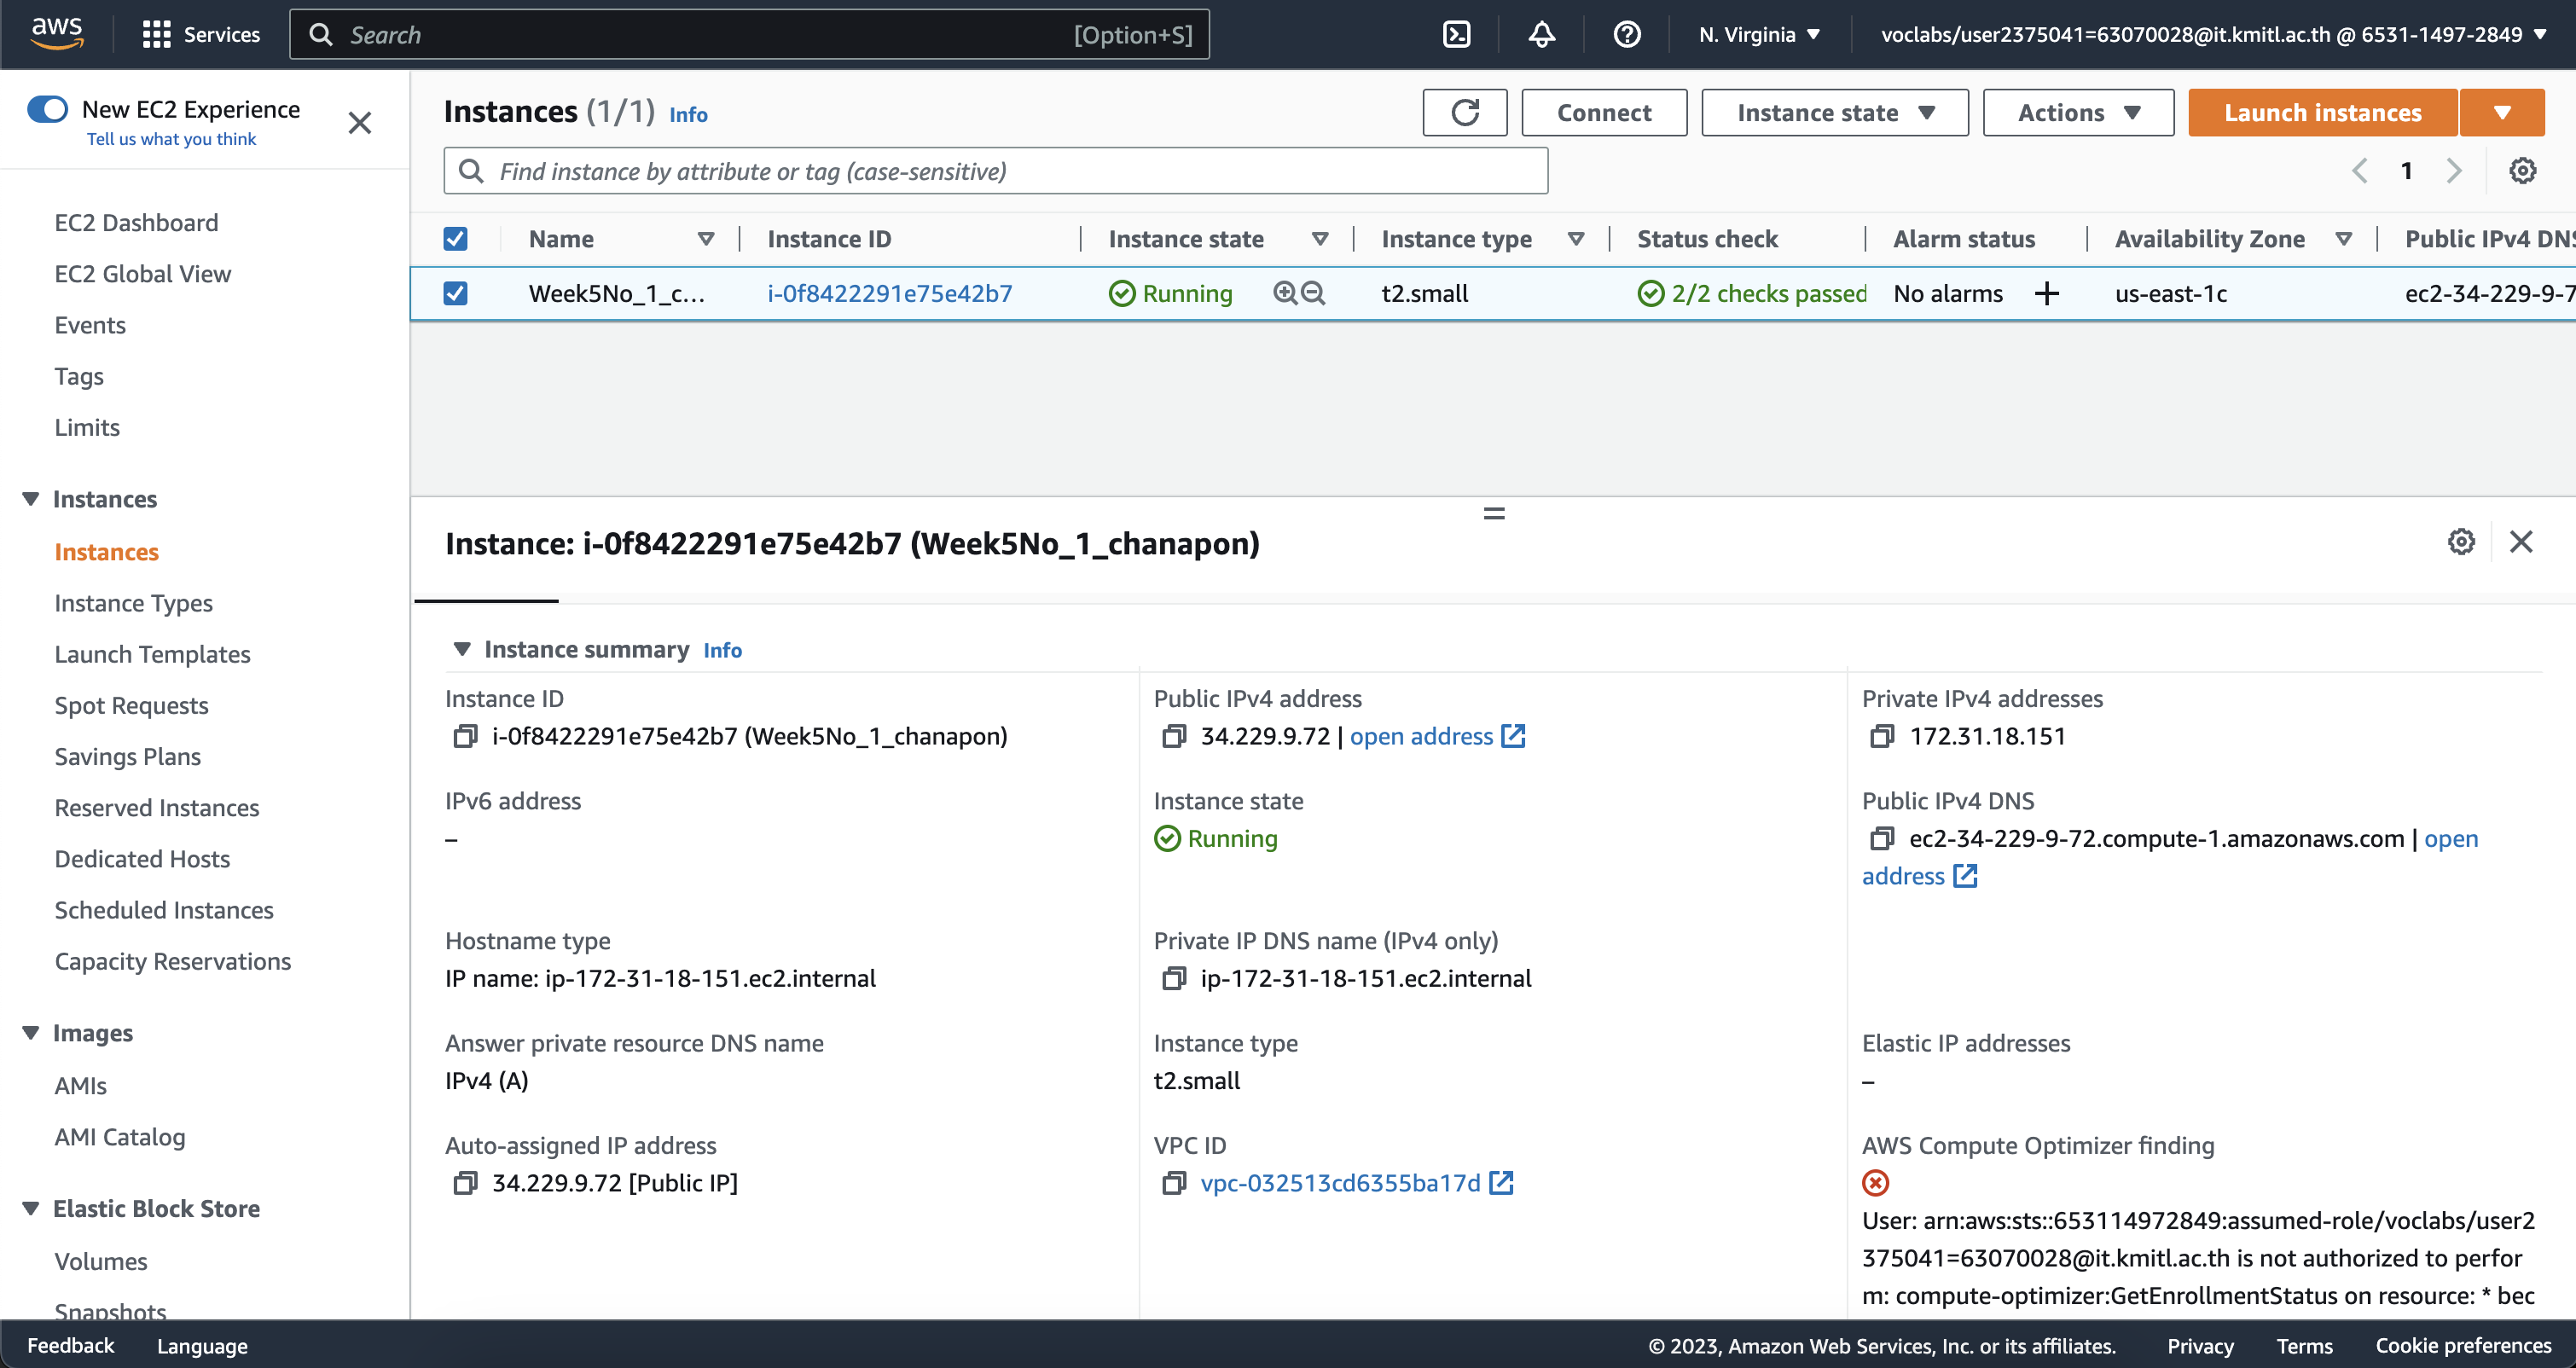 aws
Services
Search
[Option+S]
N. Virginia
voclabs/user2375041=63070028@it.kmitl.ac.th @ 6531-1497-2849
New EC2 Experience
Tell us what you think
EC2 Dashboard
EC2 Global View
Events
Tags
Limits
Instances
Instances
Instance Types
Launch Templates
Spot Requests
Savings Plans
Reserved Instances
Dedicated Hosts
Scheduled Instances
Capacity Reservations
Images
AMIs
AMI Catalog
Elastic Block Store
Volumes
Snapshots
Instances (1/1) Info
Connect
Instance state
Actions
Launch instances
Find instance by attribute or tag (case-sensitive)
1
Name Instance ID Instance state Instance type Status check Alarm status Availability Zone Public IPv4 DNS
Week5No_1_c... i-0f8422291e75e42b7 Running t2.small 2/2 checks passed No alarms us-east-1c ec2-34-229-9-7
Instance: i-0f8422291e75e42b7 (Week5No_1_chanapon)
Instance summary Info
Instance ID
i-0f8422291e75e42b7 (Week5No_1_chanapon)
Public IPv4 address
34.229.9.72 | open address
Private IPv4 addresses
172.31.18.151
IPv6 address
–
Instance state
Running
Public IPv4 DNS
ec2-34-229-9-72.compute-1.amazonaws.com | open
address
Hostname type
IP name: ip-172-31-18-151.ec2.internal
Private IP DNS name (IPv4 only)
ip-172-31-18-151.ec2.internal
Answer private resource DNS name
IPv4 (A)
Instance type
t2.small
Elastic IP addresses
–
Auto-assigned IP address
34.229.9.72 [Public IP]
VPC ID
vpc-032513cd6355ba17d
AWS Compute Optimizer finding
User: arn:aws:sts::653114972849:assumed-role/voclabs/user2
375041=63070028@it.kmitl.ac.th is not authorized to perfor
m: compute-optimizer:GetEnrollmentStatus on resource: * bec
Feedback
Language
© 2023, Amazon Web Services, Inc. or its affiliates.
Privacy
Terms
Cookie preferences